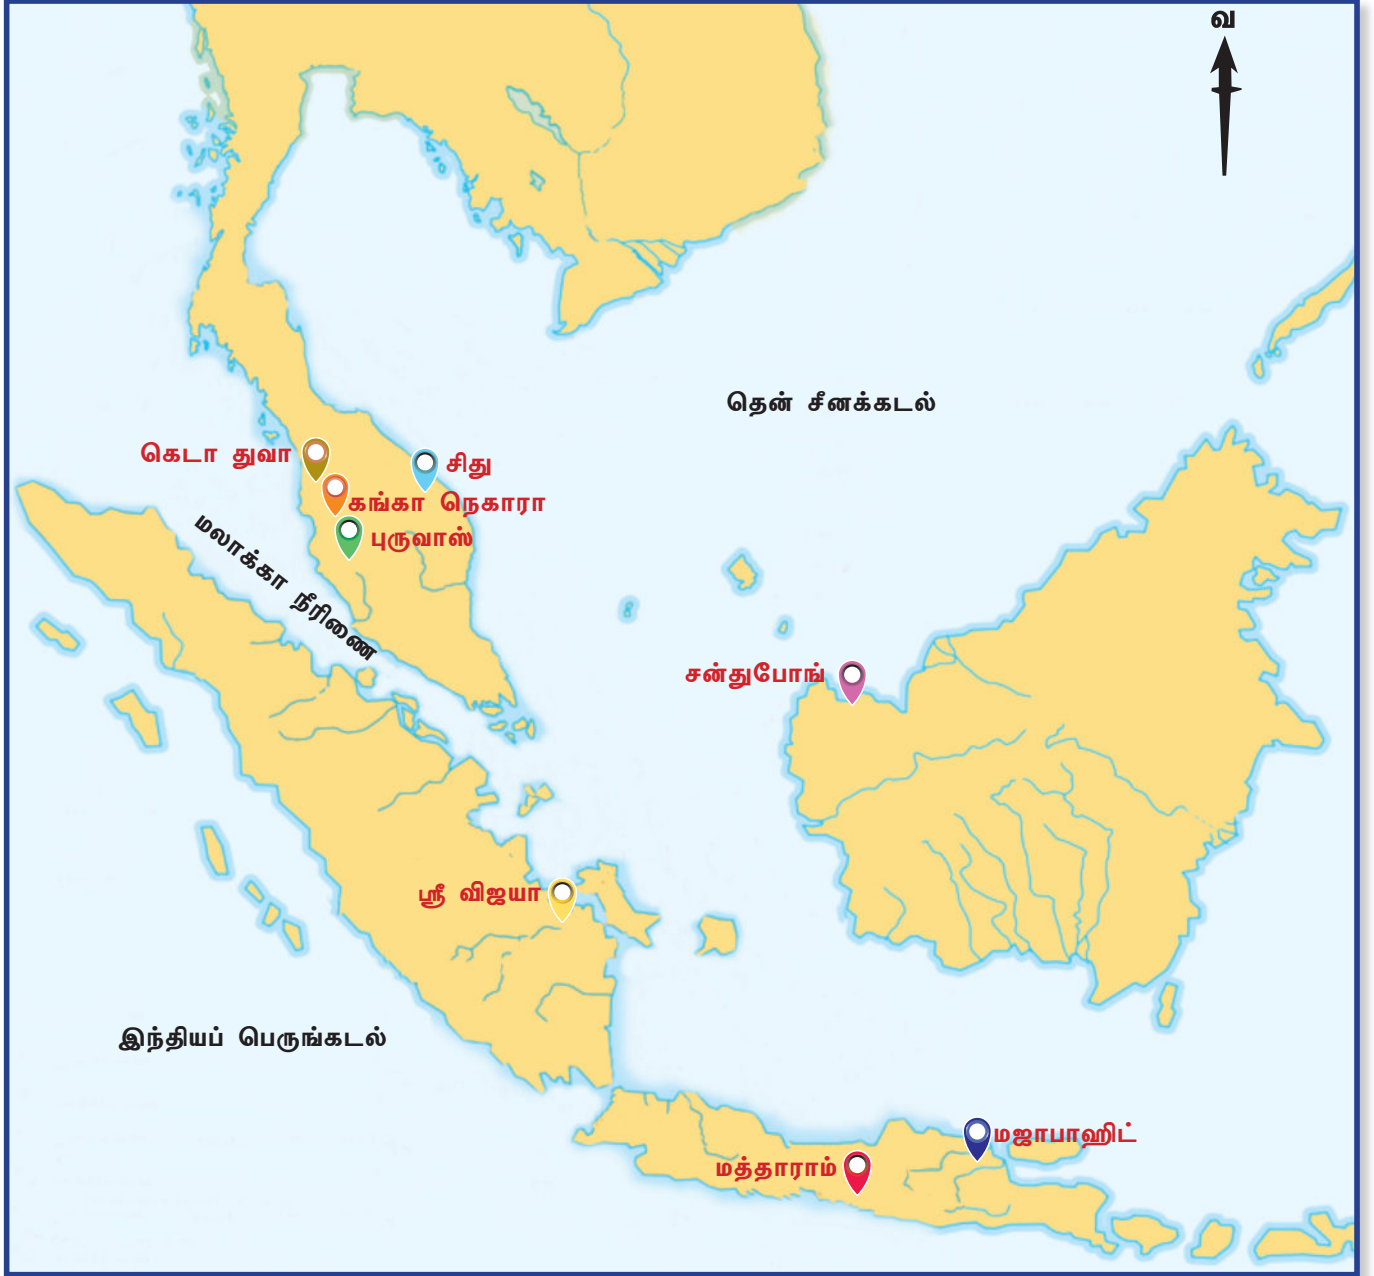 வ
தென் சீனக்கடல்
கெடா துவா
சிது
கங்கா நெகாரா
புருவாஸ்
மலாக்கா நீரிணை
சன்துபோங்
ஸ்ரீ விஜயா
இந்தியப் பெருங்கடல்
மஜாபாஹிட்
மத்தாராம்